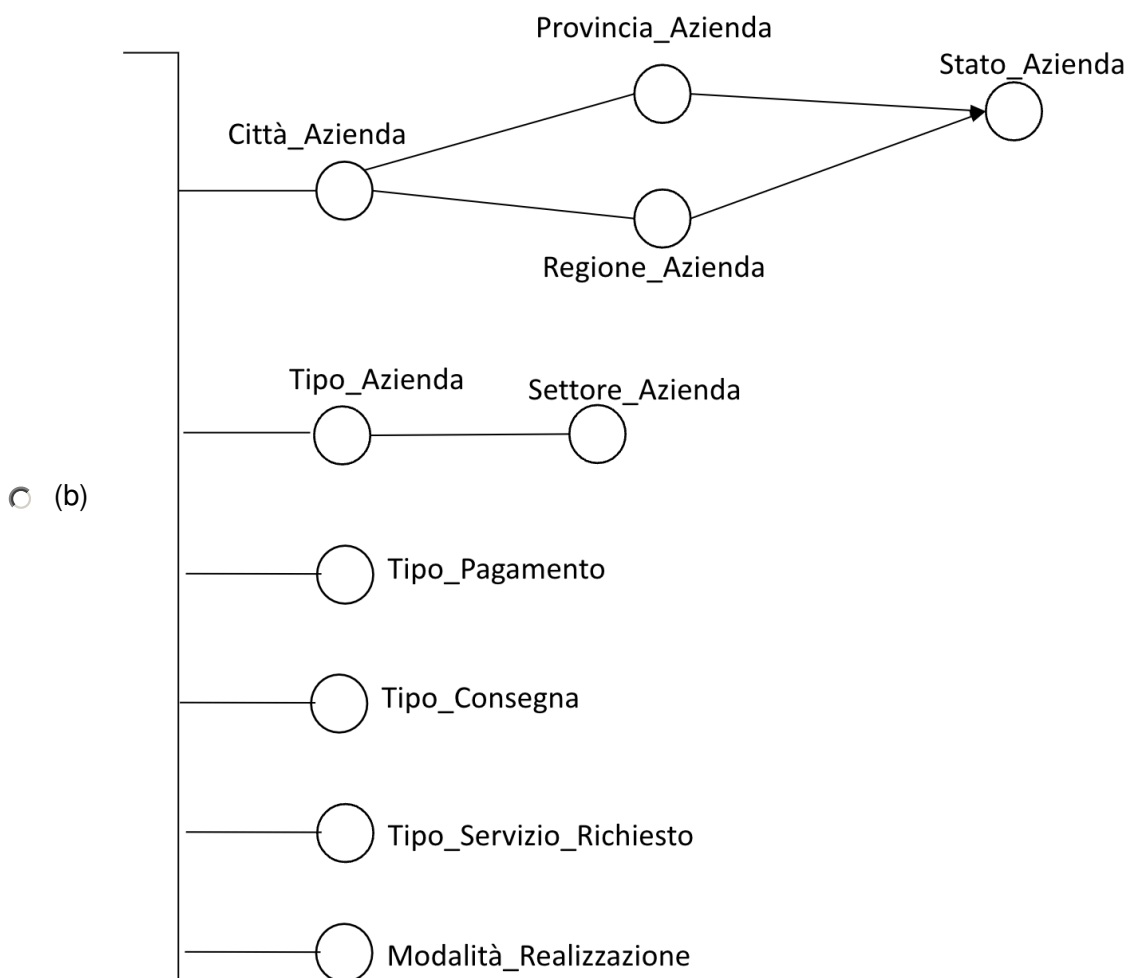 Provincia_Azienda
Stato_Azienda
Città_Azienda
Regione_Azienda
Tipo_Azienda
Settore_Azienda
(b)
Tipo_Pagamento
Tipo_Consegna
Tipo_Servizio_Richiesto
Modalità_Realizzazione